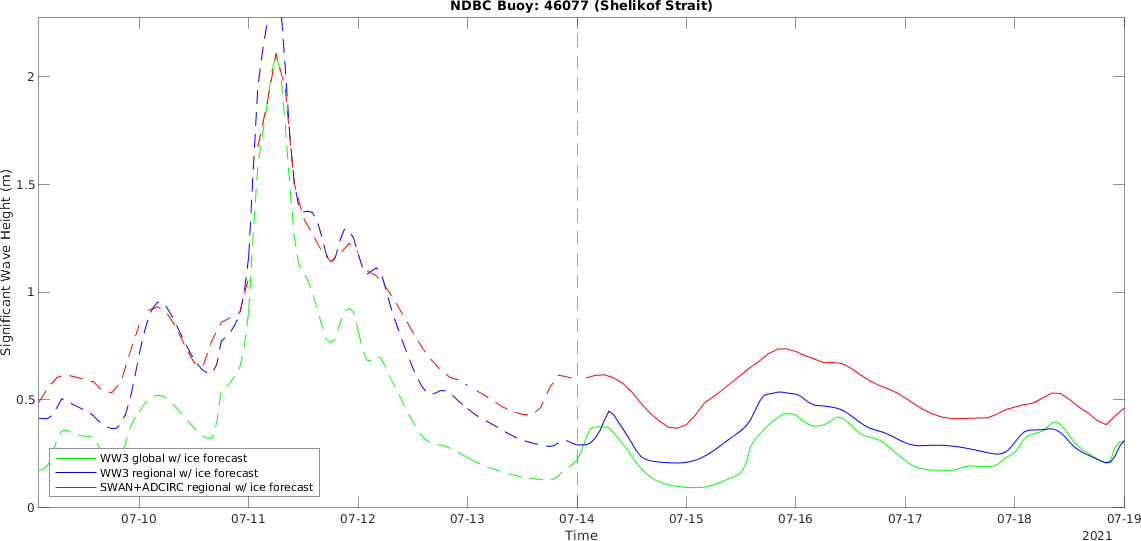 NDBC Buoy: 46077 (Shelikof Strait)
Significant Wave Height (m)
2
1.5
1
0.5
0
WW3 global w/ ice forecast
WW3 regional w/ ice forecast
SWAN+ADCIRC regional w/ ice forecast
07-10 07-11 07-12 07-13 07-14 07-15 07-16 07-17 07-18 07-19
Time
2021